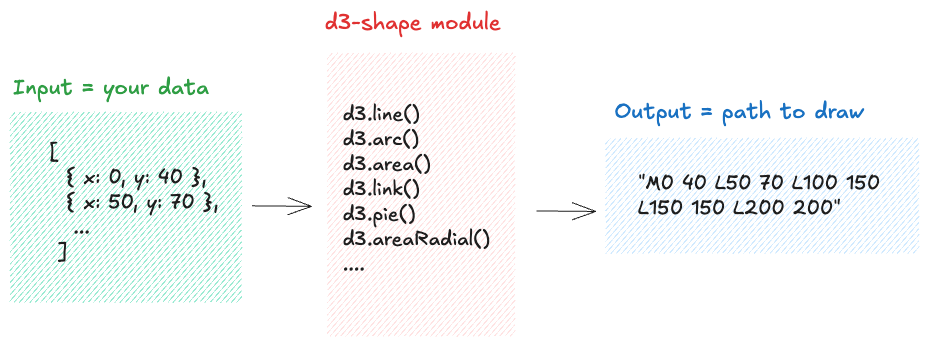 d3-shape module
Input = your data
[
{ x: 0, y: 40 },
{ x: 50, y: 70 },
...
]
d3.line()
d3.arc()
d3.area()
d3.link()
d3.pie()
d3.areaRadial()
....
Output = path to draw
"M0 40 L50 70 L100 150
L150 150 L200 200"